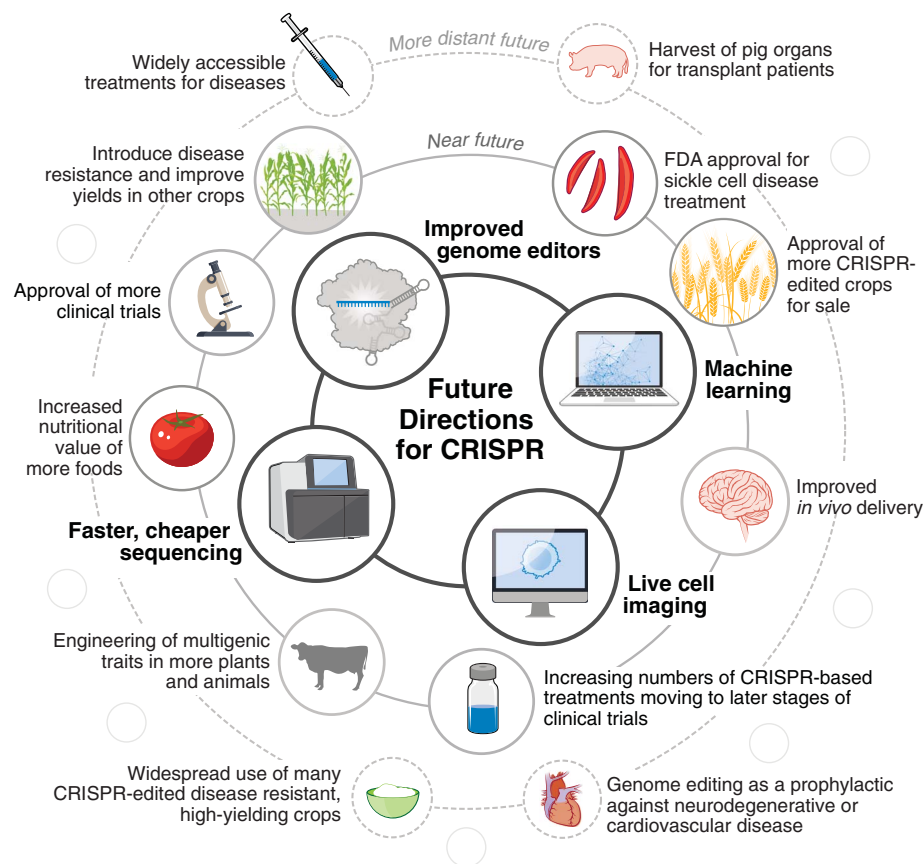 More distant future
Widely accessible
treatments for diseases
Harvest of pig organs
for transplant patients
Near future
Introduce disease
resistance and improve
yields in other crops
FDA approval for
sickle cell disease
treatment
Improved
genome editors
Approval of
more CRISPR-
edited crops
for sale
Approval of more
clinical trials
Machine
learning
Future
Directions
for CRISPR
Increased
nutritional
value of
more foods
Improved
in vivo delivery
Faster, cheaper
sequencing
Live cell
imaging
Engineering of multigenic
traits in more plants
and animals
Increasing numbers of CRISPR-based
treatments moving to later stages of
clinical trials
Widespread use of many
CRISPR-edited disease resistant,
high-yielding crops
Genome editing as a prophylactic
against neurodegenerative or
cardiovascular disease